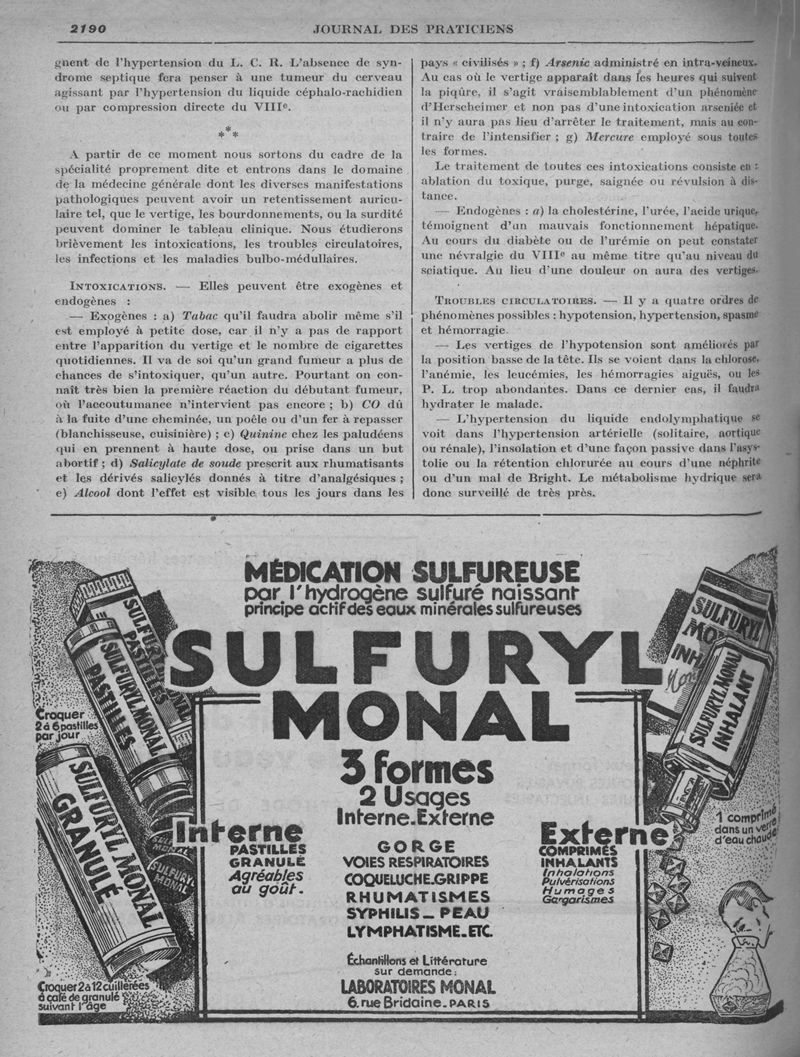 2190
JOURNAL DES PRATICIENS
gnent de l'hypertension du L. C. R. L'absence de syn-
drome septique fera penser à une tumeur du cerveau
agissant par l'hypertension du liquide céphalo-rachidien
ou par compression directe du VIIIe.
* * *
A partir de ce moment nous sortons du cadre de la
spécialité proprement dite et entrons dans le domaine
de la médecine générale dont les diverses manifestations
pathologiques peuvent avoir un retentissement auricu-
laire tel, que le vertige, les bourdonnements, ou la surdité
peuvent dominer le tableau clinique. Nous étudierons
brièvement les intoxications, les troubles circulatoires,
les infections et les maladies bulbo-médullaires.
INTOXICATIONS. — Elles peuvent être exogènes et
endogènes :
— Exogènes : a) Tabac qu'il faudra abolir même s'il
est employé à petite dose, car il n'y a pas de rapport
entre l'apparition du vertige et le nombre de cigarettes
quotidiennes. Il va de soi qu'un grand fumeur a plus de
chances de s'intoxiquer, qu'un autre. Pourtant on con-
naît très bien la première réaction du débutant fumeur,
où l'accoutumance n'intervient pas encore ; b) CO dû
à la fuite d'une cheminée, un poêle ou d'un fer à repasser
(blanchisseuse, cuisinière) ; c) Quinine chez les paludéens
qui en prennent à haute dose, ou prise dans un but
abortif ; d) Salicylate de soude prescrit aux rhumatisants
et les dérivés salicylés donnés à titre d'analgésiques ;
e) Alcool dont l'effet est visible tous les jours dans les
pays « civilisés » ; f) Arsenic administré en intra-veineux.
Au cas où le vertige apparaît dans les heures qui suivent
la piqûre, il s'agit vraisemblablement d'un phénomène
d'Herscheimer et non pas d'une intoxication arseniée et
il n'y aura pas lieu d'arrêter le traitement, mais au con-
traire de l'intensifier ; g) Mercure employé sous toutes
les formes.
Le traitement de toutes ces intoxications consiste en :
ablation du toxique, purge, saignée ou révulsion à dis-
tance.
— Endogènes : a) la cholestérine, l'urée, l'acide urique,
témoignent d'un mauvais fonctionnement hépatique.
Au cours du diabète ou de l'urémie on peut constater
une névralgie du VIIIe au même titre qu'au niveau du
sciatique. Au lieu d'une douleur on aura des vertiges.
TROUBLES CIRCULATOIRES. — Il y a quatre ordres de
phénomènes possibles : hypotension, hypertension, spasme
et hémorragie.
— Les vertiges de l'hypotension sont améliorés par
la position basse de la tête. Ils se voient dans la chlorose,
l'anémie, les leucémies, les hémorragies aiguës, ou les
P. L. trop abondantes. Dans ce dernier cas, il faudra
hydrater le malade.
— L'hypertension du liquide endolymphatique se
voit dans l'hypertension artérielle (solitaire, aortique
ou rénale), l'insolation et d'une façon passive dans l'asys-
tolie ou la rétention chlorurée au cours d'une néphrite
ou d'un mal de Bright. Le métabolisme hydrique sera
donc surveillé de très près.
MÉDICATION SULFUREUSE
par l'hydrogène sulfuré naissant
principe actif des eaux minérales sulfureuses
SULFURYL
MONAL
3 formes
2 Usages
Interne-Externe
SULFURYL MONAL
PASTILLES
SULFURYL MONAL
PASTILLES
Croquer
2 à 6 pastilles
par jour
SULFURYL MONAL
GRANULÉ
SULFURYL
MONAL
Croquer 2 à 12 cuillerées
à café de granulé
suivant l'âge
Interne
PASTILLES
GRANULÉ
Agréables
au goût.
GORGE
VOIES RESPIRATOIRES
COQUELUCHE-GRIPPE
RHUMATISMES
SYPHILIS - PEAU
LYMPHATISME-ETC.
Externe
COMPRIMÉS
INHALANTS
Inhalations
Pulvérisations
Humages
Gargarismes
SULFURYL
MO
INH
SULFURYL MONAL
INHALANT
1 comprimé
dans un verre
d'eau chaude
Échantillons et Littérature
sur demande:
LABORATOIRES MONAL
6, rue Bridaine-PARIS